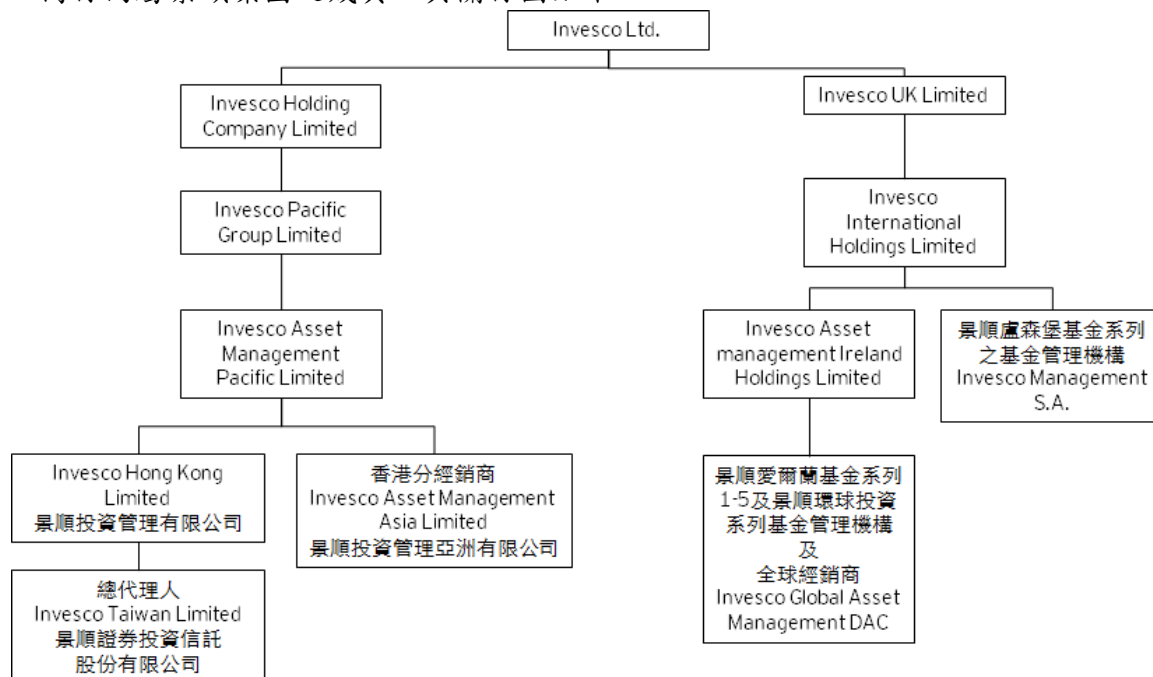 Invesco Ltd.
Invesco Holding
Company Limited
Invesco UK Limited
Invesco Pacific
Group Limited
Invesco
International
Holdings Limited
Invesco Asset
Management
Pacific Limited
Invesco Asset
management Ireland
Holdings Limited
景順盧森堡基金系列
之基金管理機構
Invesco Management
S.A.
Invesco Hong Kong
Limited
景順投資管理有限公司
香港分經銷商
Invesco Asset Management
Asia Limited
景順投資管理亞洲有限公司
景順愛爾蘭基金系列
1-5及景順環球投資
系列基金管理機構
及
全球經銷商
Invesco Global Asset
Management DAC
總代理人
Invesco Taiwan Limited
景順證券投資信託
股份有限公司